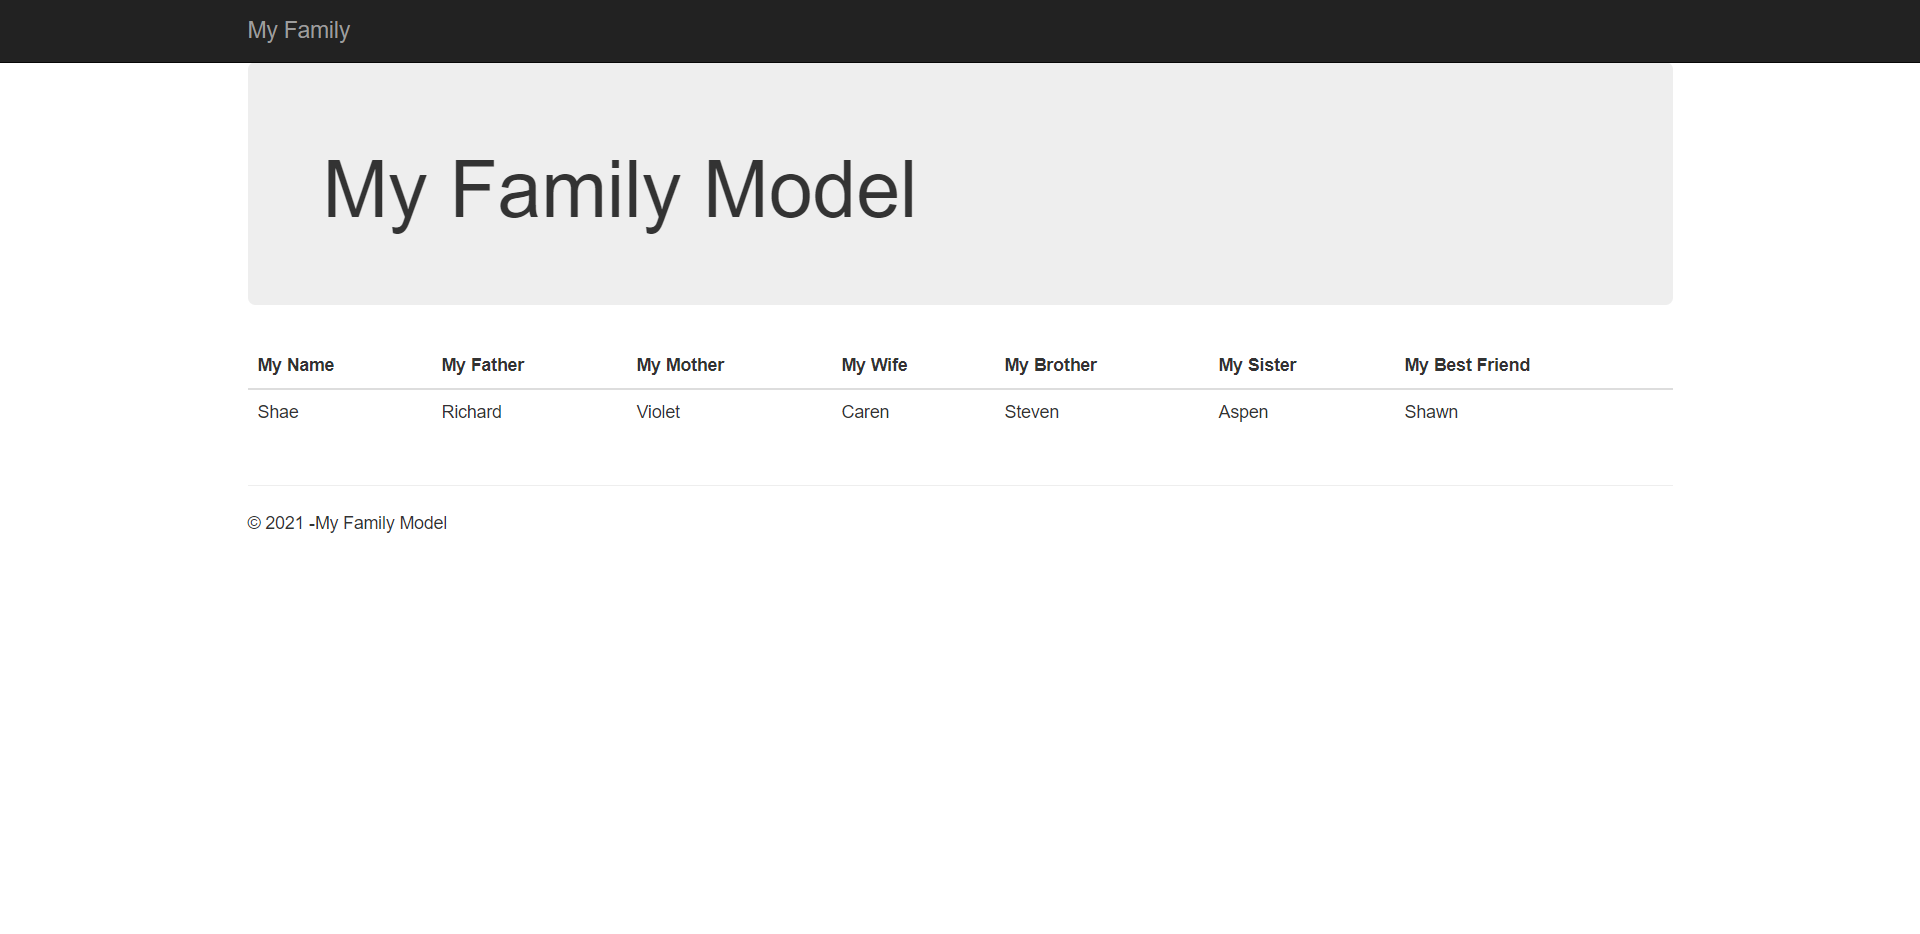 My Family
My Family Model
My Name My Father My Mother My Wife My Brother My Sister My Best Friend
Shae Richard Violet Caren Steven Aspen Shawn
© 2021 -My Family Model